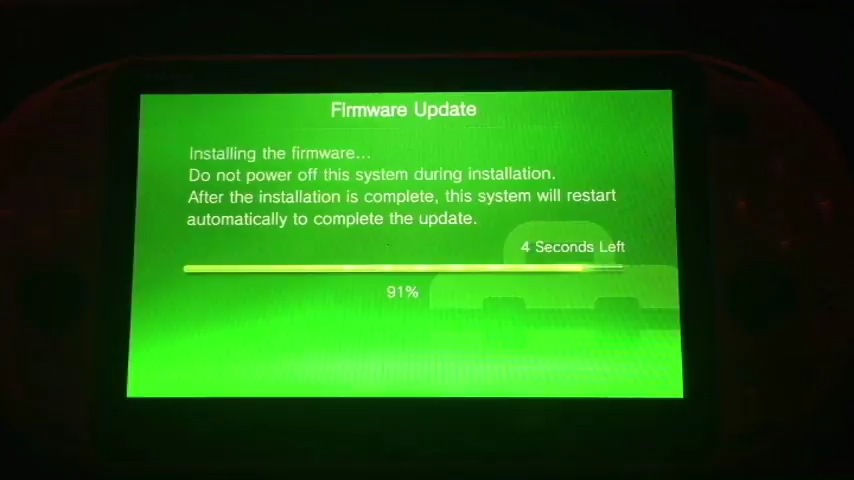 Firmware Update
Installing the firmware...
Do not power off this system during installation.
After the installation is complete, this system will restart
automatically to complete the update.
4 Seconds Left
91%